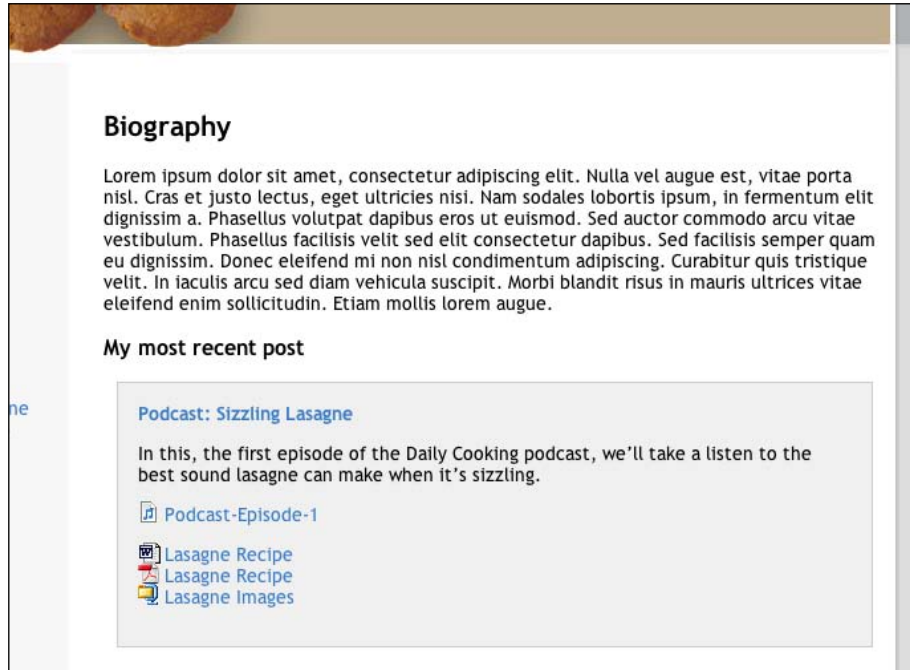 Biography
Lorem ipsum dolor sit amet, consectetur adipiscing elit. Nulla vel augue est, vitae porta
nisl. Cras et justo lectus, eget ultricies nisi. Nam sodales lobortis ipsum, in fermentum elit
dignissim a. Phasellus volutpat dapibus eros ut euismod. Sed auctor commodo arcu vitae
vestibulum. Phasellus facilisis velit sed elit consectetur dapibus. Sed facilisis semper quam
eu dignissim. Donec eleifend mi non nisl condimentum adipiscing. Curabitur quis tristique
velit. In iaculis arcu sed diam vehicula suscipit. Morbi blandit risus in mauris ultrices vitae
eleifend enim sollicitudin. Etiam mollis lorem augue.
My most recent post
ne
Podcast: Sizzling Lasagne
In this, the first episode of the Daily Cooking podcast, we’ll take a listen to the
best sound lasagne can make when it’s sizzling.
Podcast-Episode-1
Lasagne Recipe
Lasagne Recipe
Lasagne Images